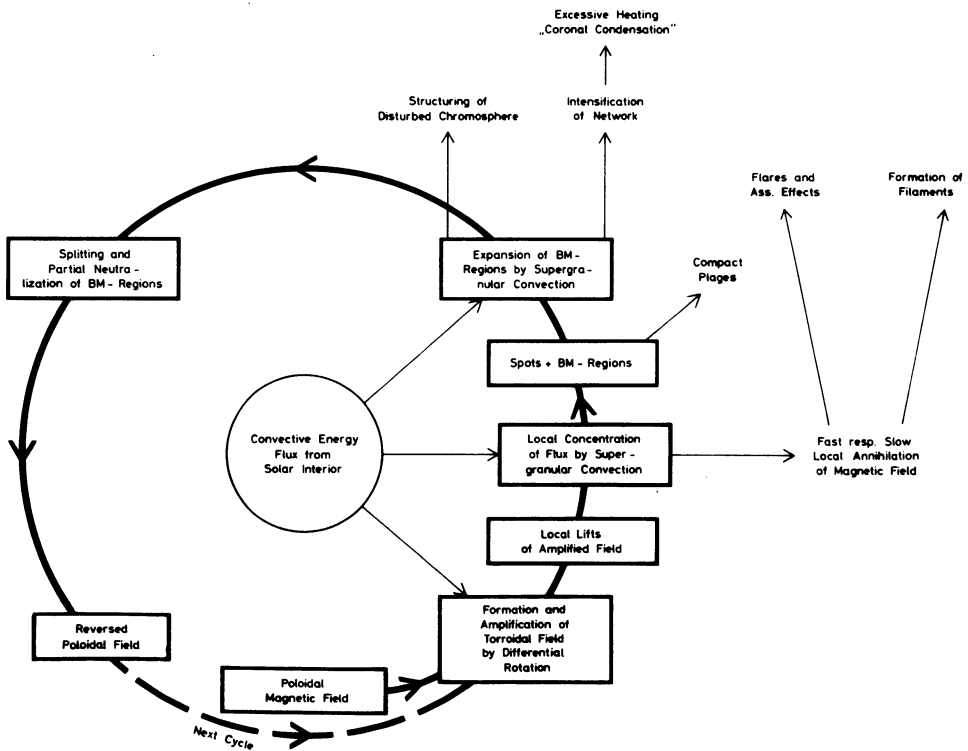 Excessive Heating
„Coronal Condensation"
Structuring of
Disturbed Chromosphere
Intensification
of Network
Flares and
Ass. Effects
Formation of
Filaments
Splitting and
Partial Neutra-
lization of BM-Regions
Expansion of BM-
Regions by Supergra-
nular Convection
Compact
Plages
Spots + BM-Regions
Convective Energy
Flux from
Solar Interior
Local Concentration
of Flux by Super-
granular Convection
Fast resp. Slow
Local Annihilation
of Magnetic Field
Local Lifts
of Amplified Field
Formation and
Amplification of
Torroidal Field
by Differential
Rotation
Reversed
Poloidal Field
Poloidal
Magnetic Field
Next Cycle